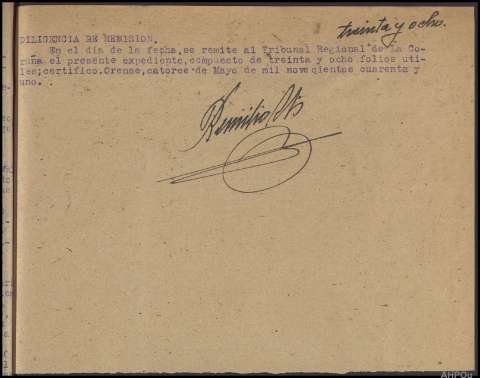 treinta y ocho.
DILIGENCIA DE REMISION.
En el dia de la fecha,se remite al Tribunal Regional de La Co-
ruña el presente expediente,compuesto de treinta y ocho folios uti-
les;certifico.Orense,catorce de Mayo de mil novecientos cuarenta y
uno.
Remilio
AHPOu